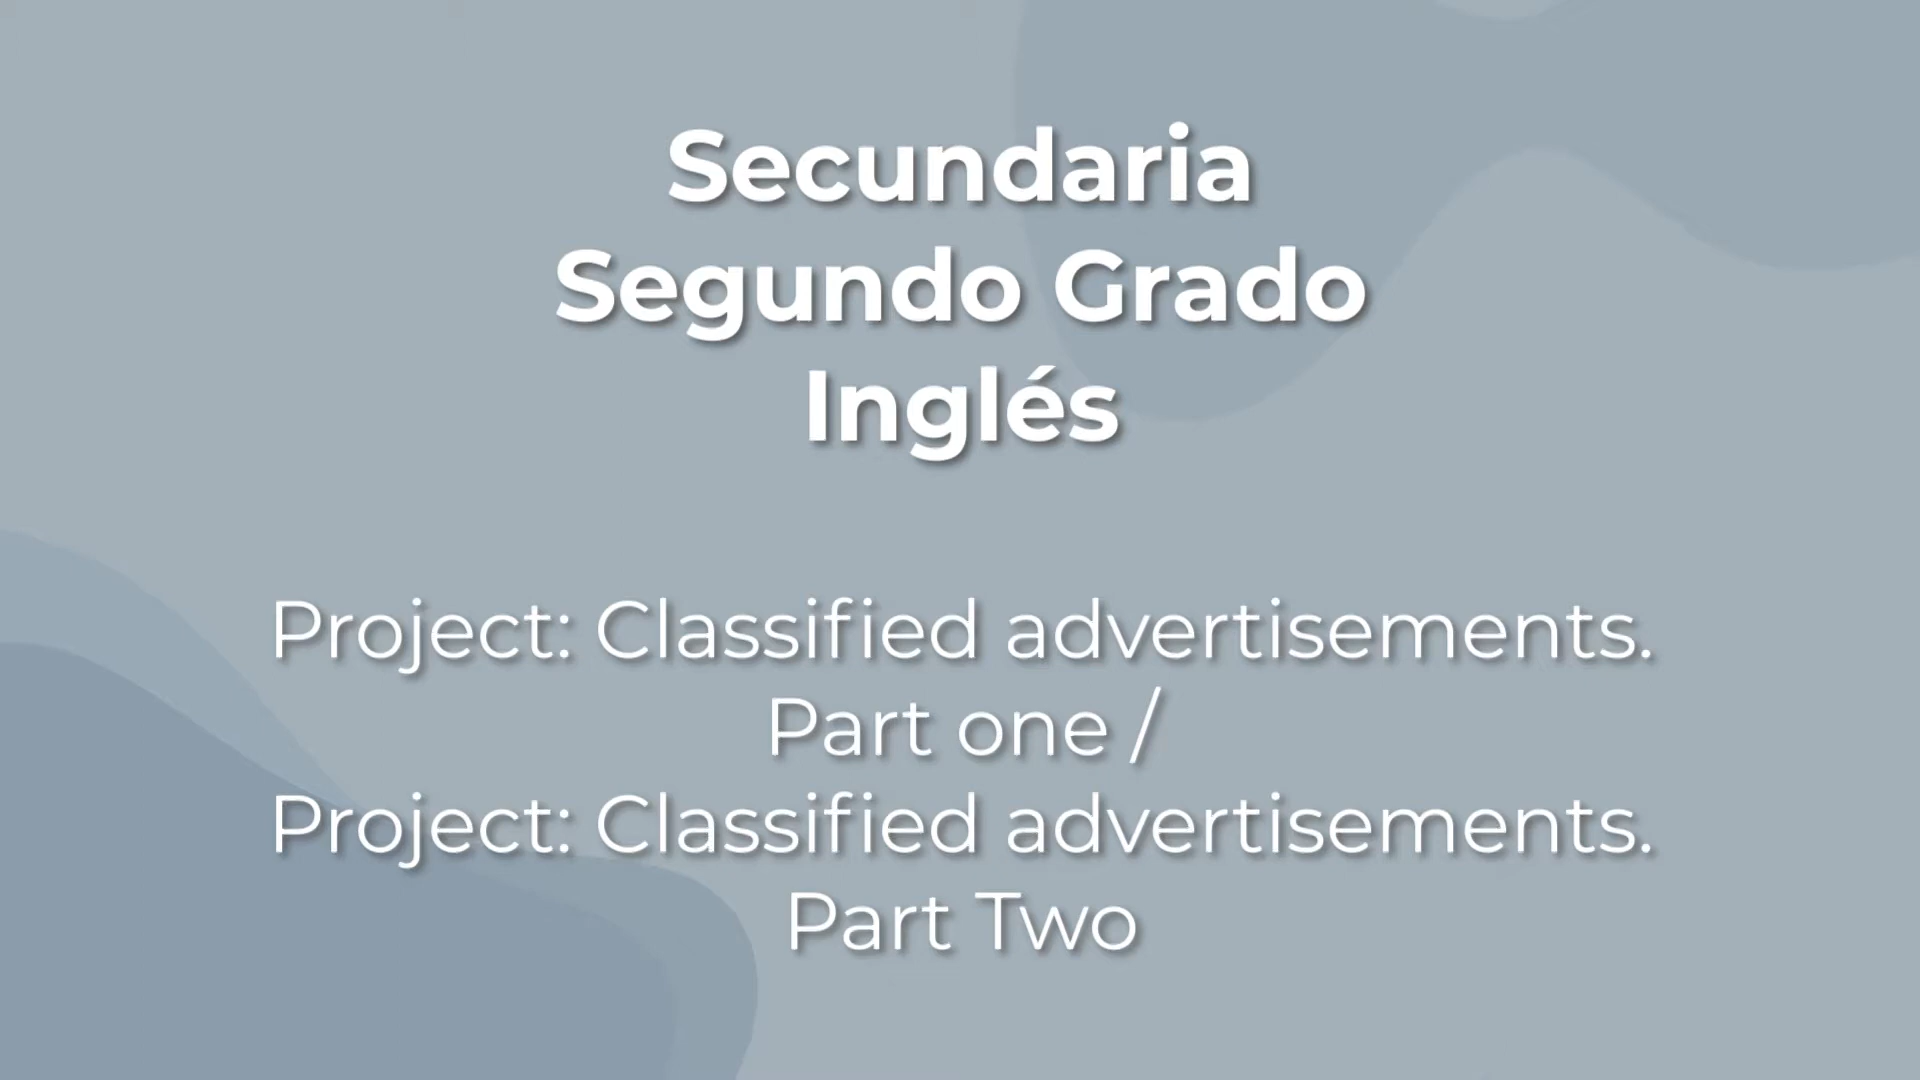 Secundaria
Segundo Grado
Inglés
Project: Classified advertisements.
Part one /
Project: Classified advertisements.
Part Two